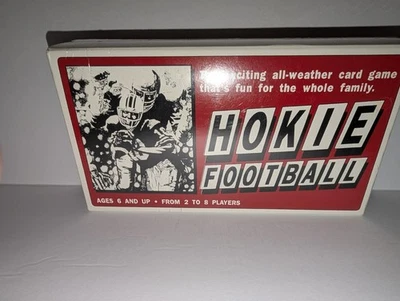 exciting all-weather card game
that's fun for the whole family.
HOKIE
FOOTBALL
AGES 6 AND UP • FROM 2 TO 8 PLAYERS